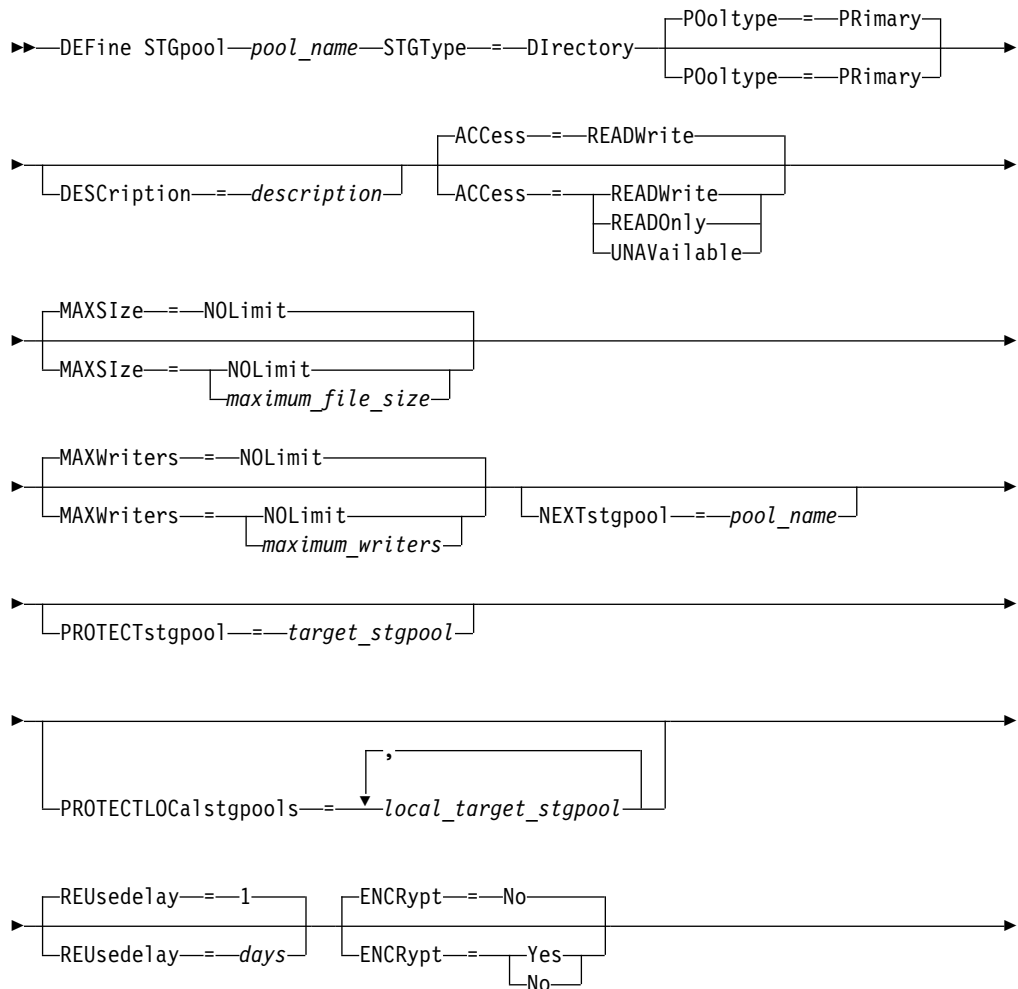 POoltype = PRimary
DEFine STGpool pool_name STGType = DIrectory
POoltype = PRimary
ACCess = READWrite
DESCription = description
ACCess = READWrite
READOnly
UNAVailable
MAXSIze = NOLimit
MAXSIze = NOLimit
maximum_file_size
MAXWriters = NOLimit
MAXWriters = NOLimit
maximum_writers
NEXTstgpool = pool_name
PROTECTstgpool = target_stgpool
,
PROTECTLOCalstgpools = local_target_stgpool
REUsedelay = 1
ENCRypt = No
REUsedelay = days
ENCRypt = Yes
No